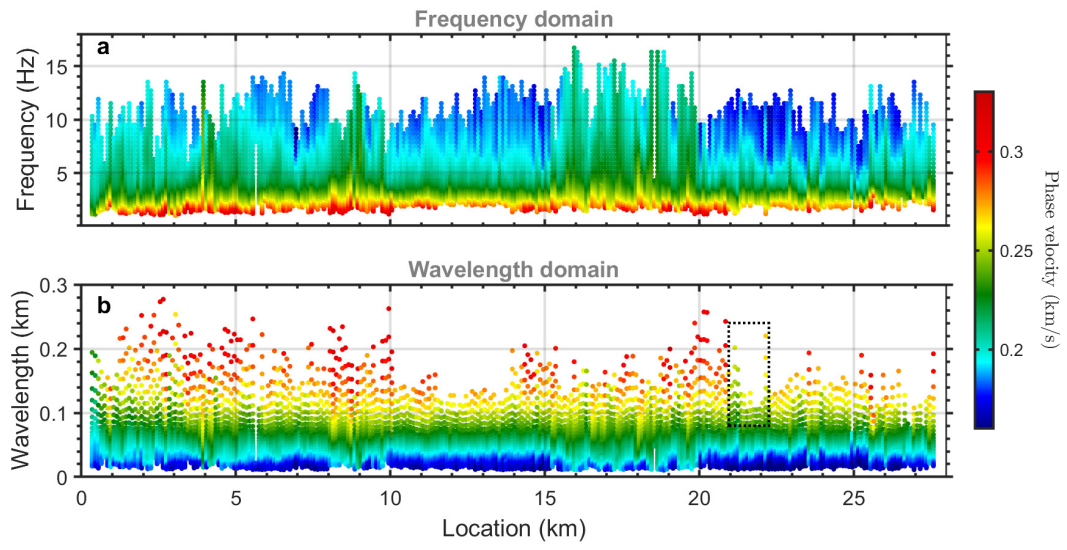 Frequency domain
a
Frequency (Hz)
15
10
5
Wavelength domain
b
Wavelength (km)
0.3
0.2
0.1
0
0
5
10
15
20
25
Location (km)
0.3
0.25
0.2
Phase velocity (km/s)